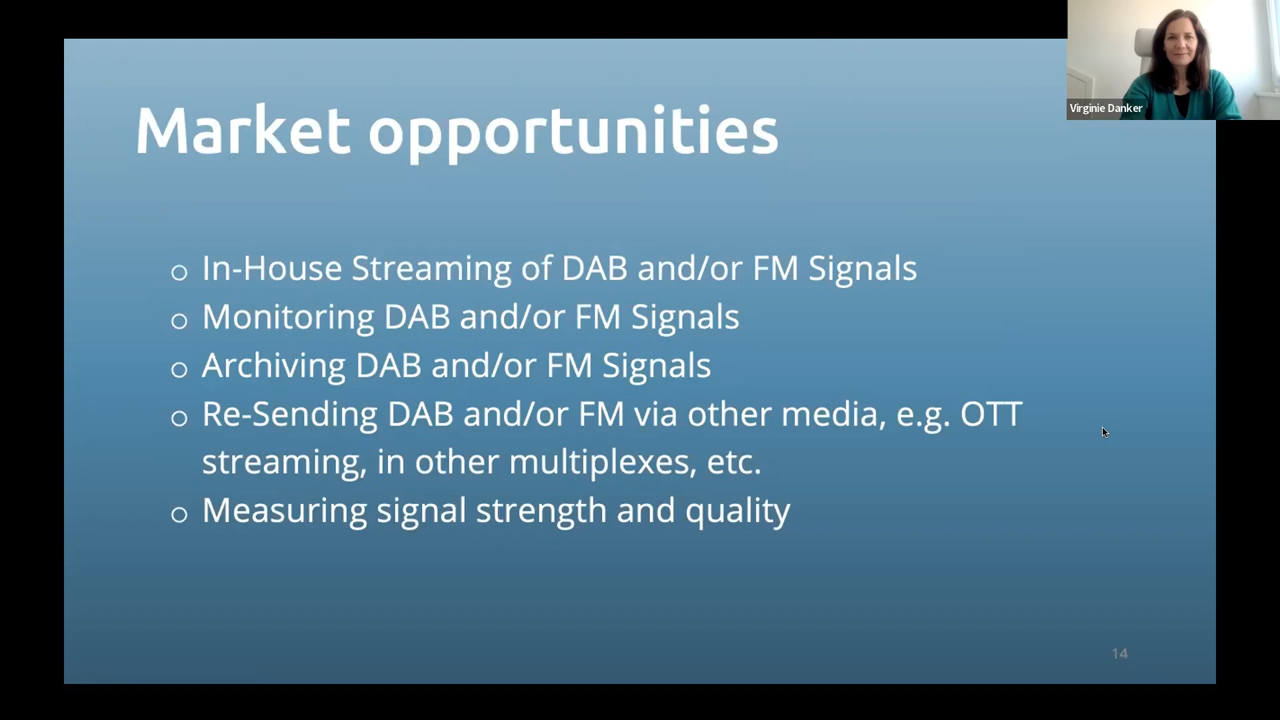 Virginie Danker
Market opportunities
o In-House Streaming of DAB and/or FM Signals
o Monitoring DAB and/or FM Signals
o Archiving DAB and/or FM Signals
o Re-Sending DAB and/or FM via other media, e.g. OTT
streaming, in other multiplexes, etc.
o Measuring signal strength and quality
14